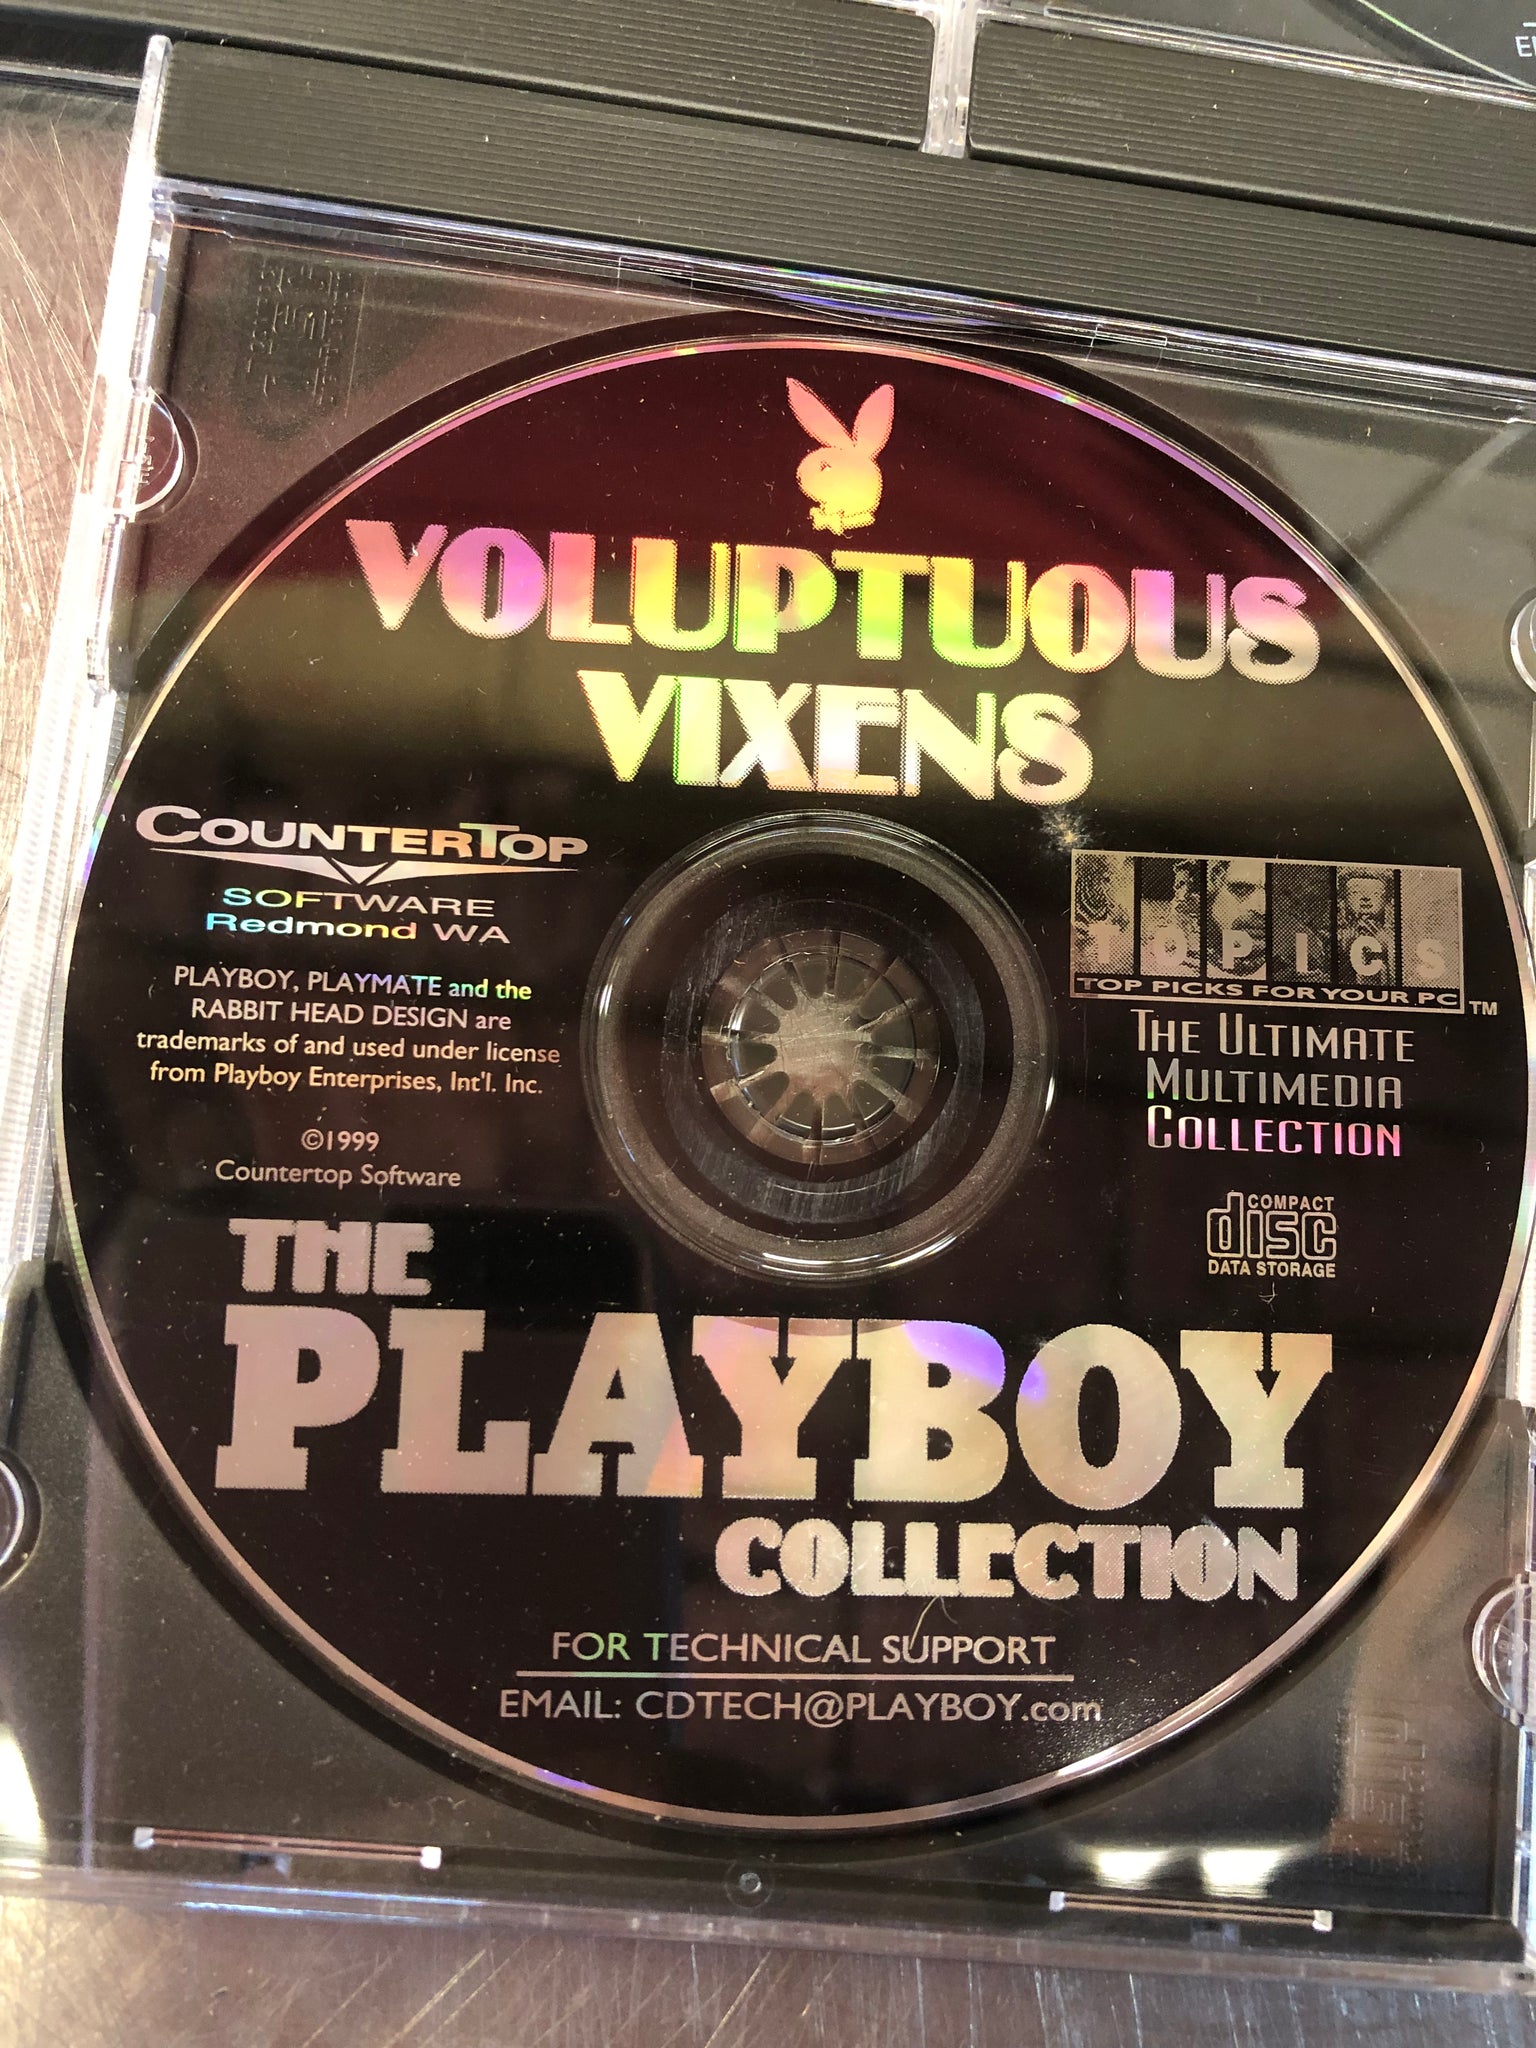 VOLUPTUOUS
VIXENS
COUNTERTOP
SOFTWARE
Redmond WA
PLAYBOY, PLAYMATE and the
RABBIT HEAD DESIGN are
trademarks of and used under license
from Playboy Enterprises, Int'l. Inc.
©1999
Countertop Software
TOPICS
TOP PICKS FOR YOUR PC™
THE ULTIMATE
MULTIMEDIA
COLLECTION
COMPACT
disc
DATA STORAGE
THE
PLAYBOY
COLLECTION
FOR TECHNICAL SUPPORT
EMAIL: CDTECH@PLAYBOY.com